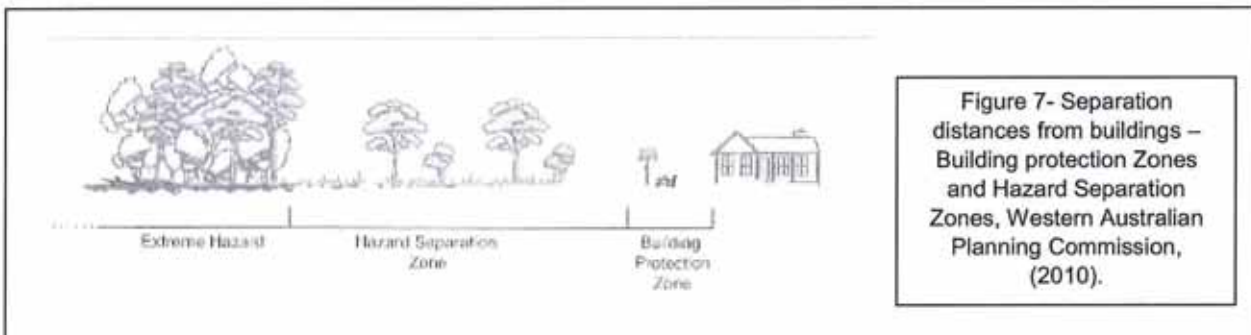 Extreme Hazard
Hazard Separation
Zone
Building
Protection
Zone
Figure 7- Separation
distances from buildings –
Building protection Zones
and Hazard Separation
Zones, Western Australian
Planning Commission,
(2010).